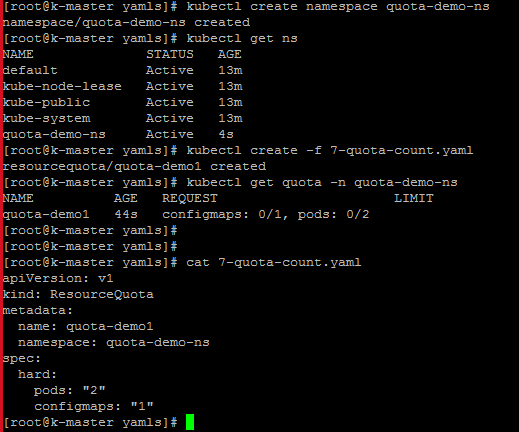 [root@k-master yamls]# kubectl create namespace quota-demo-ns
namespace/quota-demo-ns created
[root@k-master yamls]# kubectl get ns
NAME              STATUS   AGE
default           Active   13m
kube-node-lease   Active   13m
kube-public       Active   13m
kube-system       Active   13m
quota-demo-ns     Active   4s
[root@k-master yamls]# kubectl create -f 7-quota-count.yaml
resourcequota/quota-demo1 created
[root@k-master yamls]# kubectl get quota -n quota-demo-ns
NAME          AGE   REQUEST                      LIMIT
quota-demo1   44s   configmaps: 0/1, pods: 0/2
[root@k-master yamls]#
[root@k-master yamls]#
[root@k-master yamls]# cat 7-quota-count.yaml
apiVersion: v1
kind: ResourceQuota
metadata:
  name: quota-demo1
  namespace: quota-demo-ns
spec:
  hard:
    pods: "2"
    configmaps: "1"
[root@k-master yamls]#